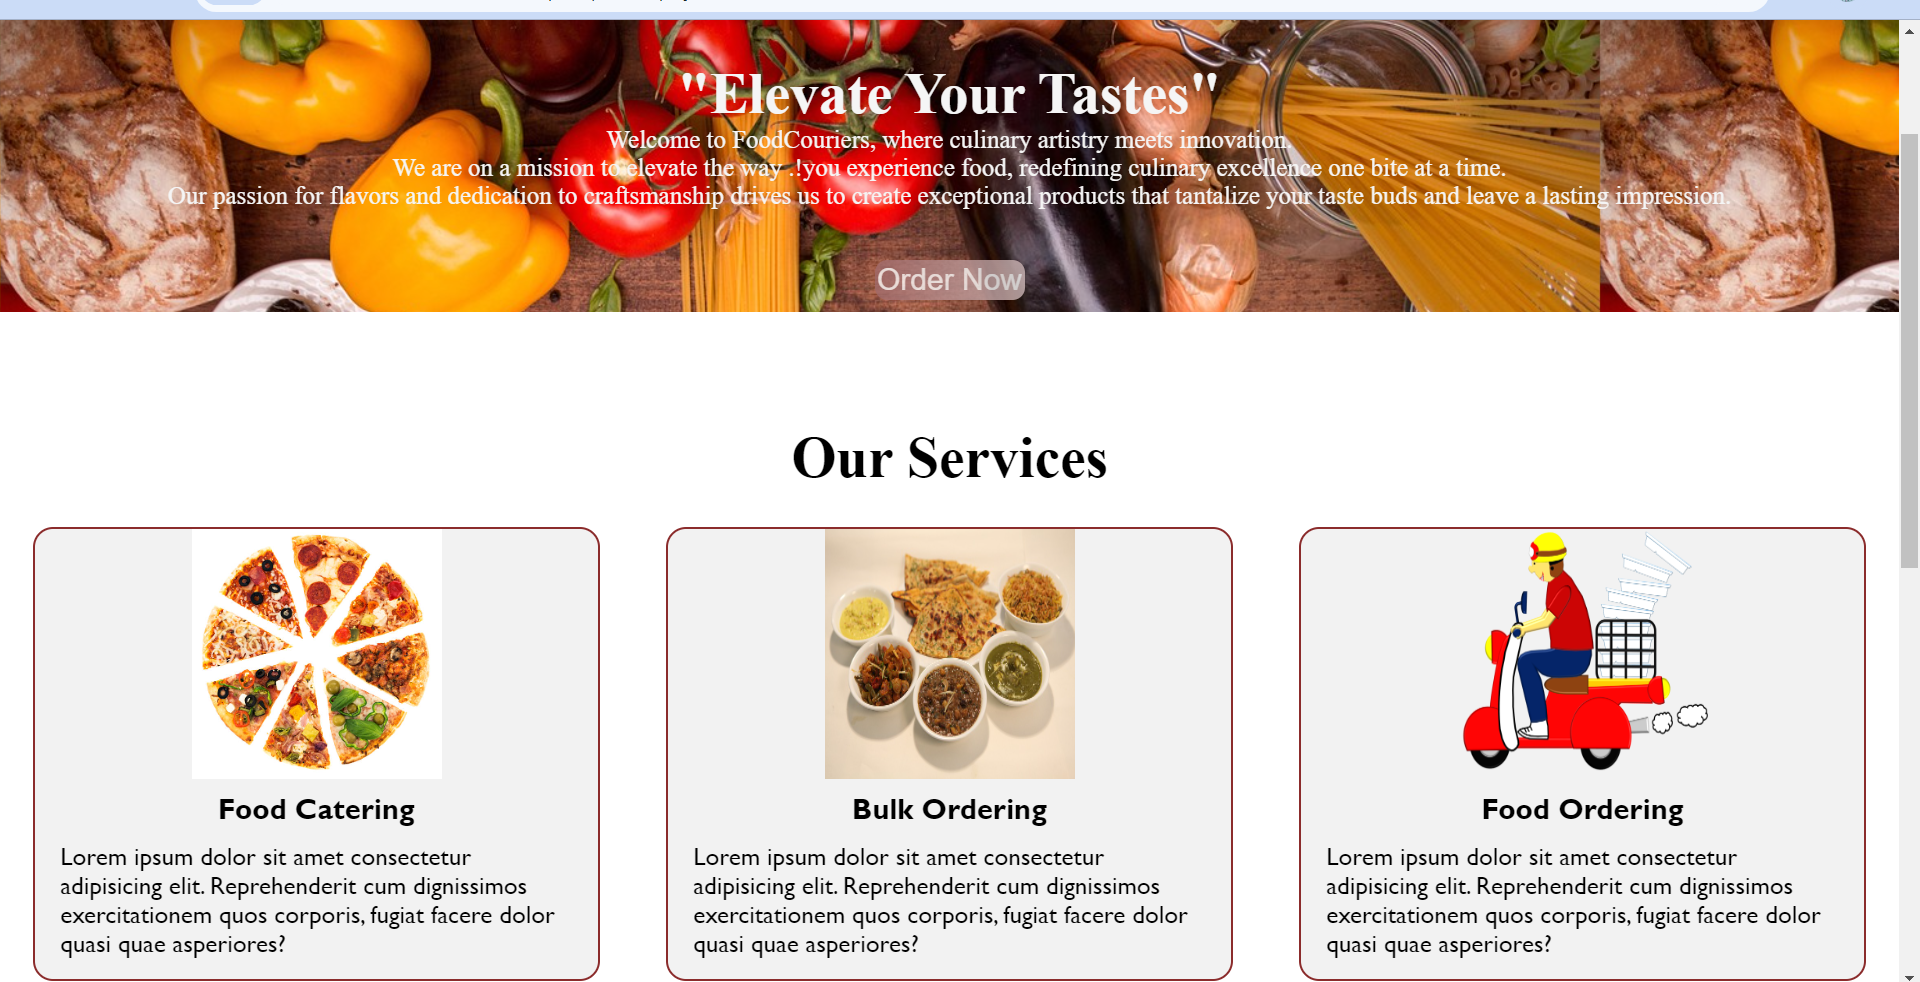 "Elevate Your Tastes"
Welcome to FoodCouriers, where culinary artistry meets innovation.
We are on a mission to elevate the way .!you experience food, redefining culinary excellence one bite at a time.
Our passion for flavors and dedication to craftsmanship drives us to create exceptional products that tantalize your taste buds and leave a lasting impression.
Order Now
Our Services
Food Catering
Lorem ipsum dolor sit amet consectetur
adipisicing elit. Reprehenderit cum dignissimos
exercitationem quos corporis, fugiat facere dolor
quasi quae asperiores?
Bulk Ordering
Lorem ipsum dolor sit amet consectetur
adipisicing elit. Reprehenderit cum dignissimos
exercitationem quos corporis, fugiat facere dolor
quasi quae asperiores?
Food Ordering
Lorem ipsum dolor sit amet consectetur
adipisicing elit. Reprehenderit cum dignissimos
exercitationem quos corporis, fugiat facere dolor
quasi quae asperiores?